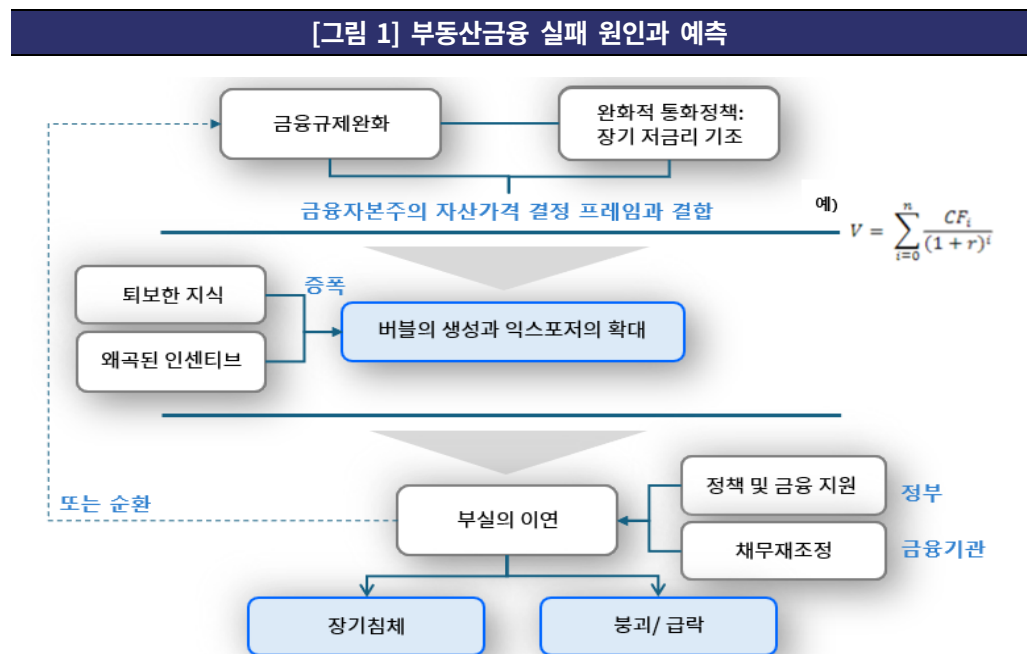 [그림 1] 부동산금융 실패 원인과 예측
금융규제완화
완화적 통화정책:
장기 저금리 기조
금융자본주의 자산가격 결정 프레임과 결합
예)
V = \sum_{i=0}^{n} \frac{CF_i}{(1 + r)^i}
퇴보한 지식
증폭
왜곡된 인센티브
버블의 생성과 익스포저의 확대
또는 순환
부실의 이연
정책 및 금융 지원
정부
채무재조정
금융기관
장기침체
붕괴/ 급락